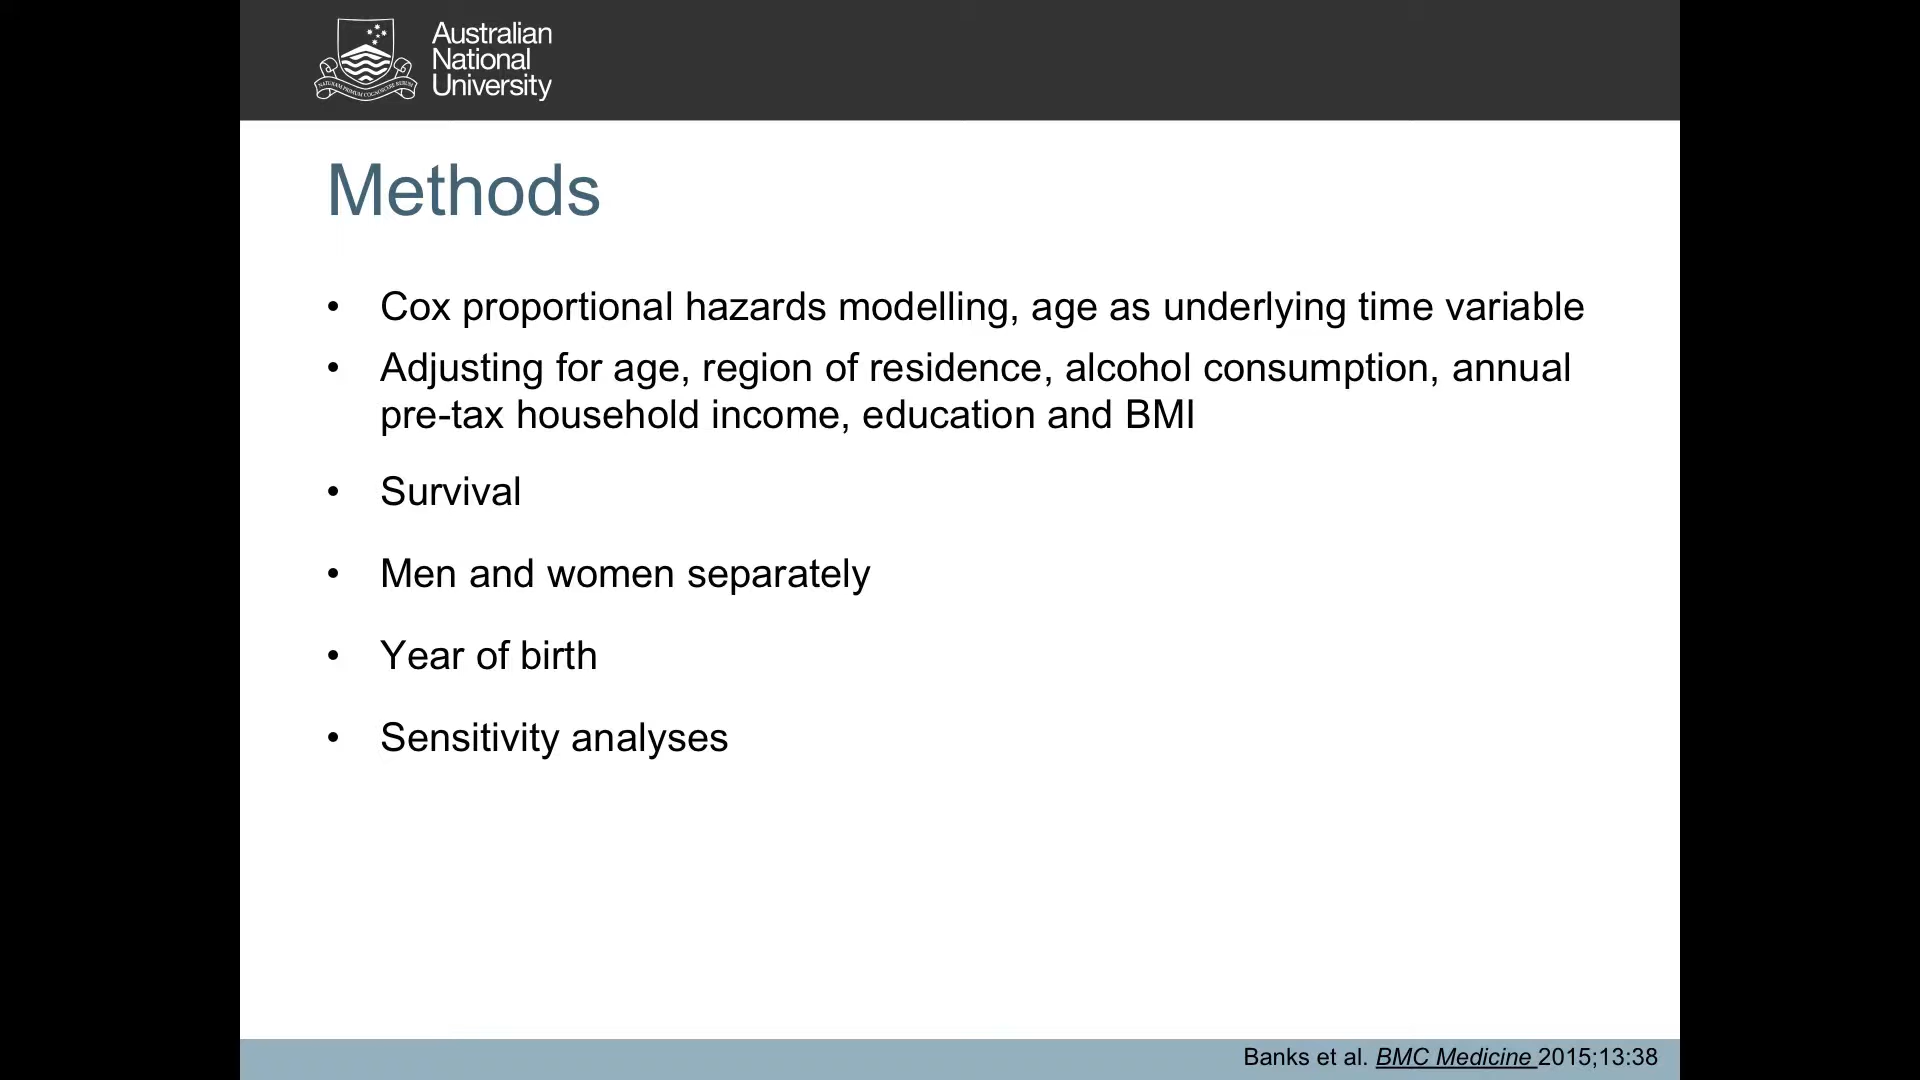 Australian
National
University
Methods
• Cox proportional hazards modelling, age as underlying time variable
• Adjusting for age, region of residence, alcohol consumption, annual
pre-tax household income, education and BMI
• Survival
• Men and women separately
• Year of birth
• Sensitivity analyses
Banks et al. BMC Medicine 2015;13:38